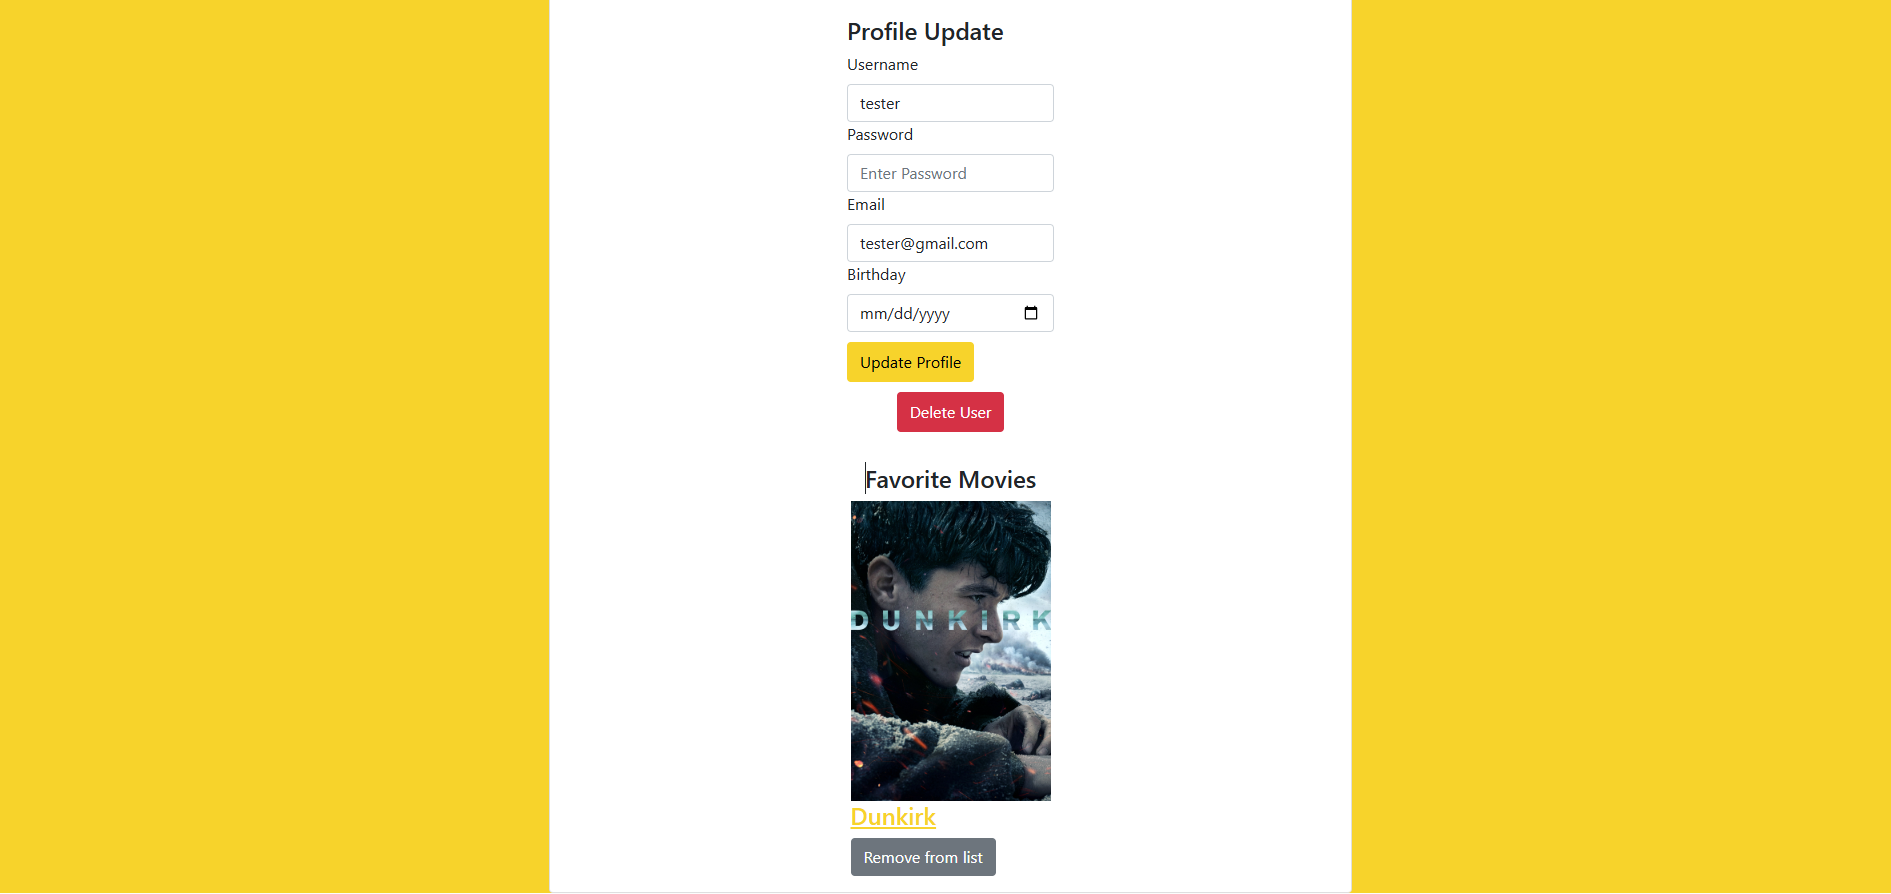 Profile Update
Username
tester
Password
Enter Password
Email
tester@gmail.com
Birthday
mm/dd/yyyy
Update Profile
Delete User
Favorite Movies
DUNKIRK
Dunkirk
Remove from list